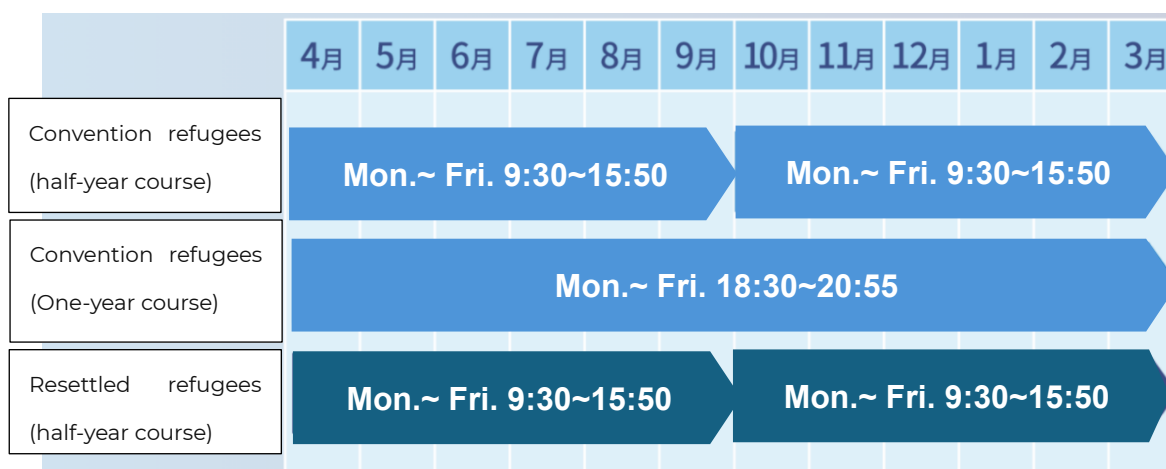 4月 5月 6月 7月 8月 9月 10月 11月 12月 1月 2月 3月
Convention refugees
(half-year course)
Mon.~ Fri. 9:30~15:50
Mon.~ Fri. 9:30~15:50
Convention refugees
(One-year course)
Mon.~ Fri. 18:30~20:55
Resettled refugees
(half-year course)
Mon.~ Fri. 9:30~15:50
Mon.~ Fri. 9:30~15:50